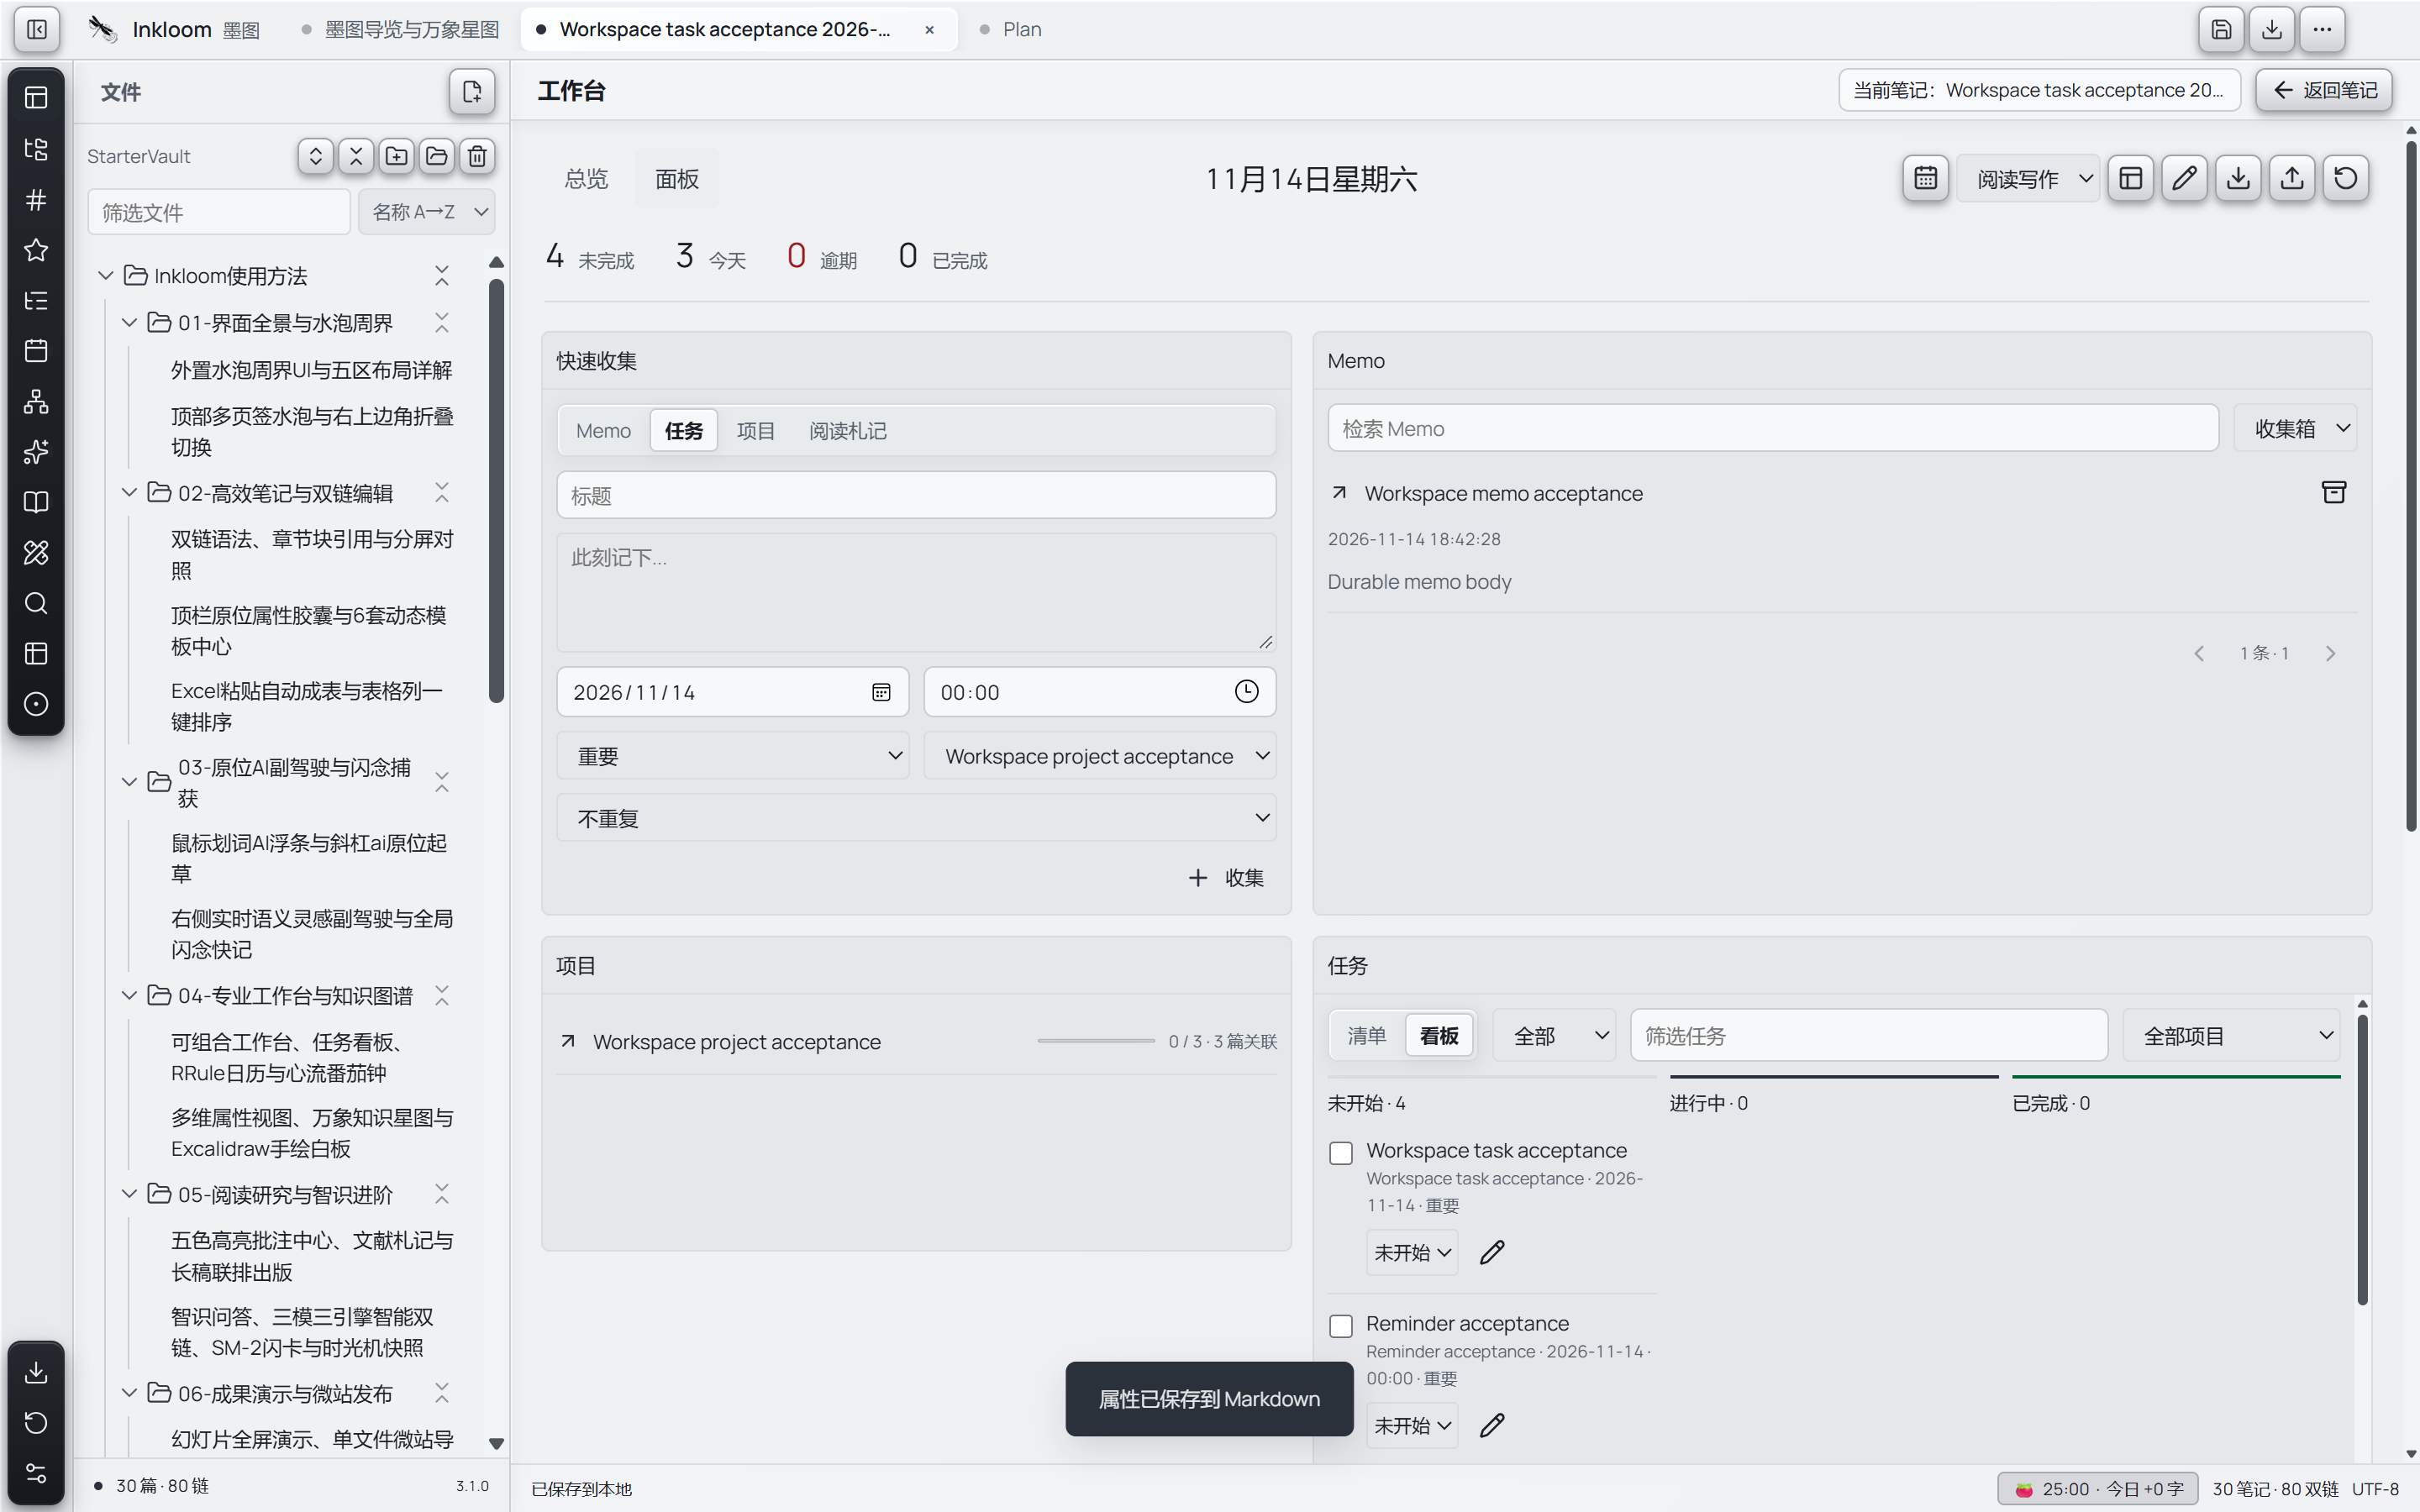 Inkloom 墨图
墨图导览与万象星图
Workspace task acceptance 2026-...
Plan
文件
StarterVault
筛选文件
名称 A→Z
Inkloom使用方法
01-界面全景与水泡周界
外置水泡周界UI与五区布局详解
顶部多页签水泡与右上边角折叠
切换
02-高效笔记与双链编辑
双链语法、章节块引用与分屏对
照
顶栏原位属性胶囊与6套动态模
板中心
Excel粘贴自动成表与表格列一
键排序
03-原位AI副驾驶与闪念捕
获
鼠标划词AI浮条与斜杠ai原位起
草
右侧实时语义灵感副驾驶与全局
闪念快记
04-专业工作台与知识图谱
可组合工作台、任务看板、
RRule日历与心流番茄钟
多维属性视图、万象知识星图与
Excalidraw手绘白板
05-阅读研究与智识进阶
五色高亮批注中心、文献札记与
长稿联排出版
智识问答、三模三引擎智能双
链、SM-2闪卡与时光机快照
06-成果演示与微站发布
幻灯片全屏演示、单文件微站导
30 篇 · 80 链
3.1.0
工作台
当前笔记：Workspace task acceptance 20...
返回笔记
总览
面板
11月14日星期六
阅读写作
4 未完成
3 今天
0 逾期
0 已完成
快速收集
Memo
任务
项目
阅读札记
标题
此刻记下...
2026/11/14
00:00
重要
Workspace project acceptance
不重复
收集
Memo
检索 Memo
收集箱
Workspace memo acceptance
2026-11-14 18:42:28
Durable memo body
1 条 · 1
项目
Workspace project acceptance
0 / 3 · 3 篇关联
任务
清单
看板
全部
筛选任务
全部项目
未开始 · 4
进行中 · 0
已完成 · 0
Workspace task acceptance
Workspace task acceptance · 2026-
11-14 · 重要
未开始
Reminder acceptance
Reminder acceptance · 2026-11-14 ·
00:00 · 重要
未开始
属性已保存到 Markdown
已保存到本地
25:00 · 今日 +0 字
30 笔记 · 80 双链
UTF-8